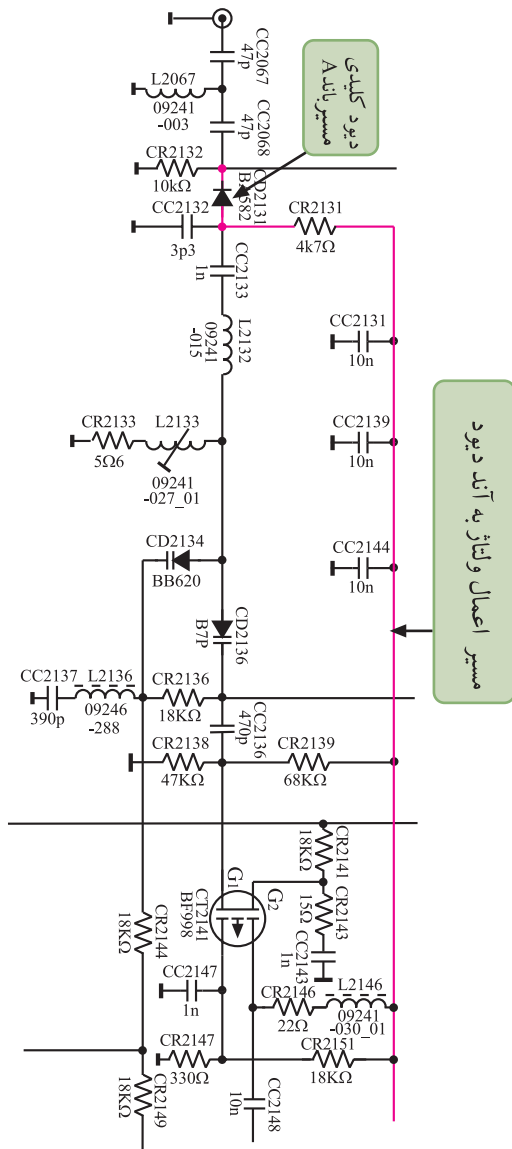 CC2067
47p
L2067
09241
-003
CC2068
47p
دیود کلیدی
مسیر باند A
CR2132
10kΩ
CD2131
CC2132
3p3
CR2131
4k7Ω
CC2133
1n
L2132
09241
-015
CC2131
10n
CR2133
5Ω6
L2133
09241
-027_01
CC2139
10n
مسیر اعمال ولتاژ به آند دیود
CD2134
BB620
CC2144
10n
CD2136
B7P
CC2137
390p
L2136
09246
-288
CR2136
18KΩ
CC2136
470p
CR2138
47KΩ
CR2139
68KΩ
CR2141
18KΩ
G1
G2
CT2141
BF998
CR2143
15Ω
CC2143
1n
CR2144
18KΩ
CC2147
1n
CR2146
22Ω
L2146
09241
-030_01
CR2147
330Ω
CR2151
18KΩ
CR2149
18KΩ
CC2148
10n